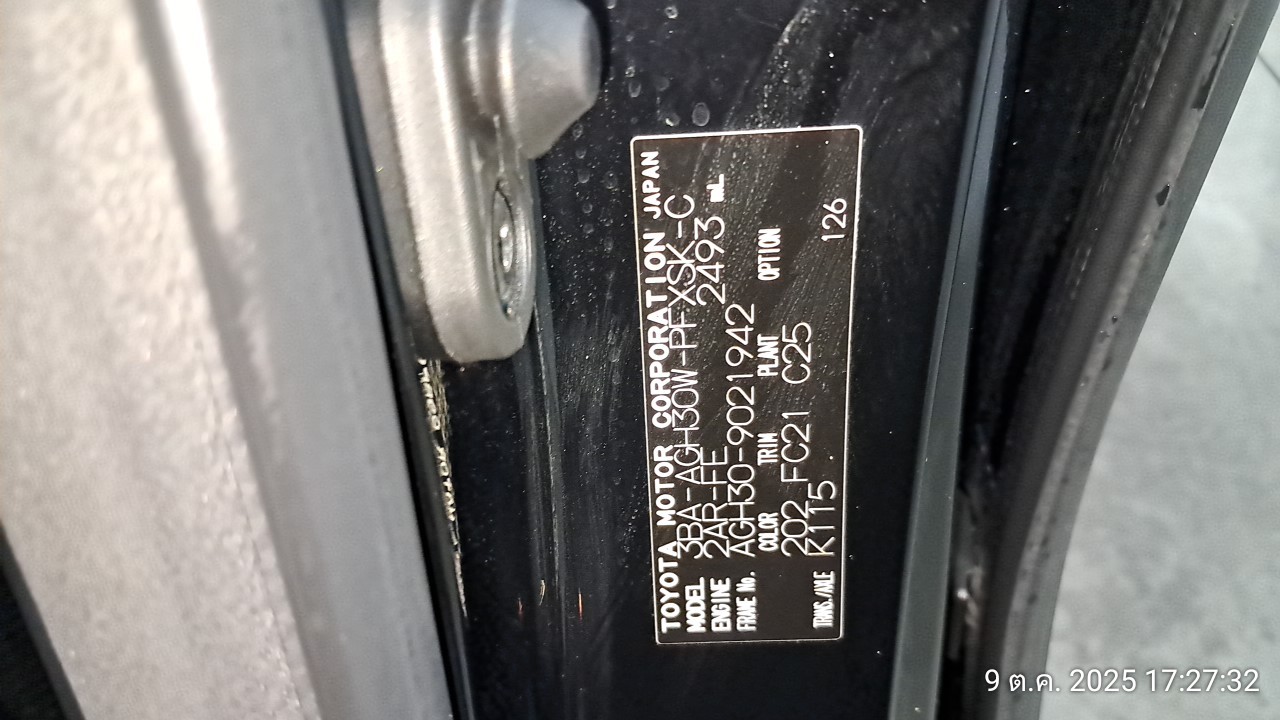 TOYOTA MOTOR CORPORATION JAPAN
MODEL 3BA-AGH30W-PFXSK-C
ENGINE 2AR-FE 2493 mL
FRAME No. AGH30-9021942
COLOR TRIM PLANT OPTION
202 FC21 C25
TRANS./AXLE K115 126
9 ต.ค. 2025 17:27:32